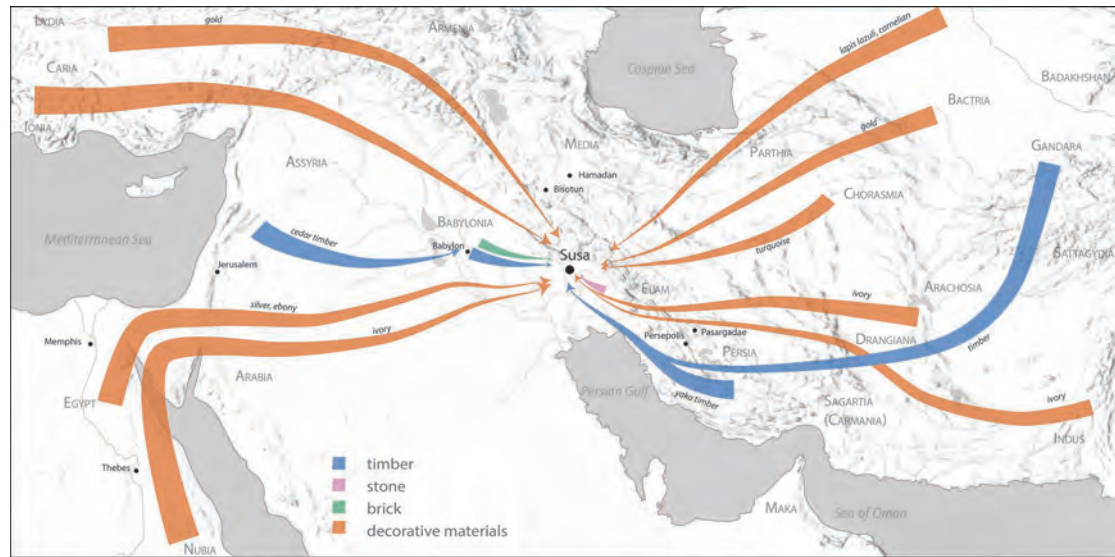 LYDIA
gold
ARMENIA
lapis lazuli, carnelian
Caspian Sea
CARIA
BADAKHSHAN
BACTRIA
gold
IONIA
MEDIA
PARTHIA
GANDARA
ASSYRIA
Hamadan
Bisotun
CHORASMIA
BABYLONIA
cedar timber
Babylon
Mediterranean Sea
Susa
turquoise
SATTAGYDIA
Jerusalem
ELAM
ivory
ARACHOSIA
silver, ebony
ivory
Pasargadae
Persepolis
DRANGIANA
timber
Memphis
PERSIA
ARABIA
Persian Gulf
yaka timber
SAGARTIA
(CARMANIA)
ivory
EGYPT
INDUS
Thebes
timber
stone
brick
decorative materials
MAKA
Sea of Oman
NUBIA